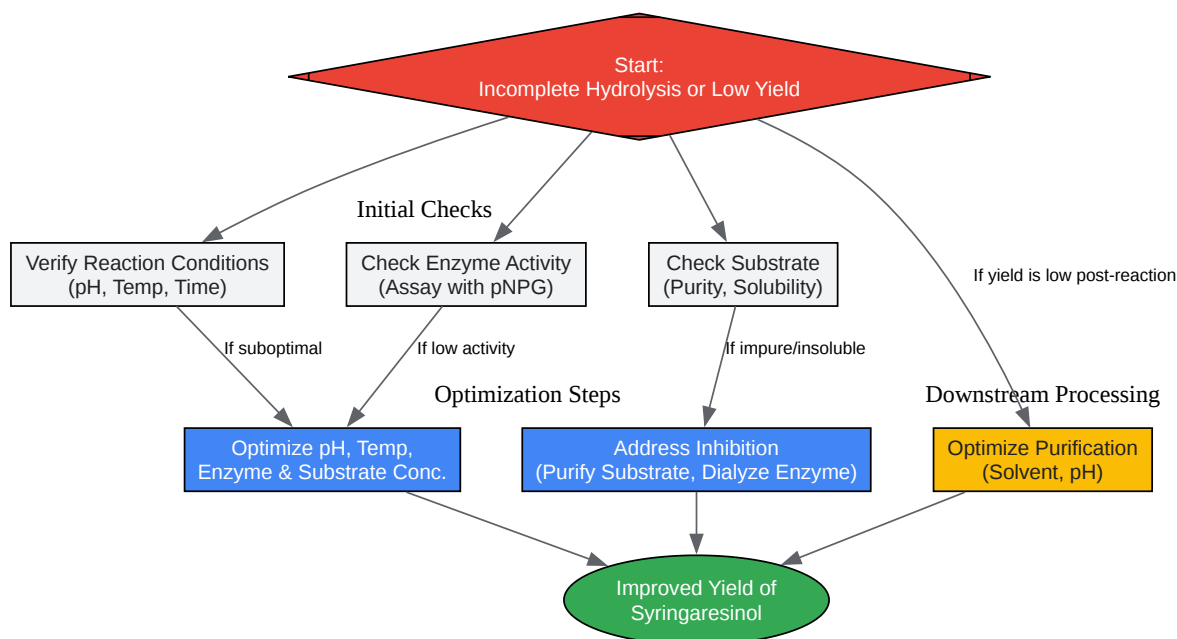 Start:
Incomplete Hydrolysis or Low Yield
Initial Checks
Verify Reaction Conditions
(pH, Temp, Time)
Check Enzyme Activity
(Assay with pNPG)
Check Substrate
(Purity, Solubility)
If yield is low post-reaction
If suboptimal
If low activity
If impure/insoluble
Optimization Steps
Downstream Processing
Optimize pH, Temp,
Enzyme & Substrate Conc.
Address Inhibition
(Purify Substrate, Dialyze Enzyme)
Optimize Purification
(Solvent, pH)
Improved Yield of
Syringaresinol